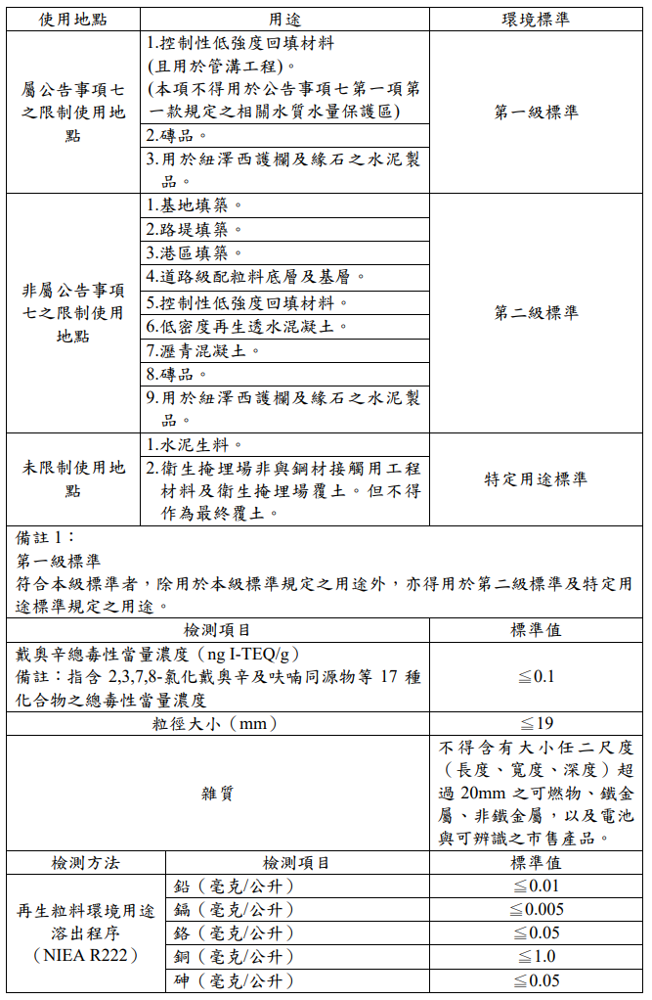 使用地點 用途 環境標準
屬公告事項七
之限制使用地
點
1.控制性低強度回填材料
(且用於管溝工程)。
(本項不得用於公告事項七第一項第
一款規定之相關水質水量保護區)
2.磚品。
3.用於紐澤西護欄及緣石之水泥製
品。
第一級標準
非屬公告事項
七之限制使用
地點
1.基地填築。
2.路堤填築。
3.港區填築。
4.道路級配粒料底層及基層。
5.控制性低強度回填材料。
6.低密度再生透水混凝土。
7.瀝青混凝土。
8.磚品。
9.用於紐澤西護欄及緣石之水泥製
品。
第二級標準
未限制使用地
點
1.水泥生料。
2.衛生掩埋場非與鋼材接觸用工程
材料及衛生掩埋場覆土。但不得
作為最終覆土。
特定用途標準
備註 1：
第一級標準
符合本級標準者，除用於本級標準規定之用途外，亦得用於第二級標準及特定用
途標準規定之用途。
檢測項目 標準值
戴奧辛總毒性當量濃度（ng I-TEQ/g）
備註：指含 2,3,7,8-氯化戴奧辛及呋喃同源物等 17 種
化合物之總毒性當量濃度
≦0.1
粒徑大小（mm） ≦19
雜質
不得含有大小任二尺度
（長度、寬度、深度）超
過 20mm 之可燃物、鐵金
屬、非鐵金屬，以及電池
與可辨識之市售產品。
檢測方法 檢測項目 標準值
再生粒料環境用途
溶出程序
（NIEA R222）
鉛（毫克/公升） ≦0.01
鎘（毫克/公升） ≦0.005
鉻（毫克/公升） ≦0.05
銅（毫克/公升） ≦1.0
砷（毫克/公升） ≦0.05